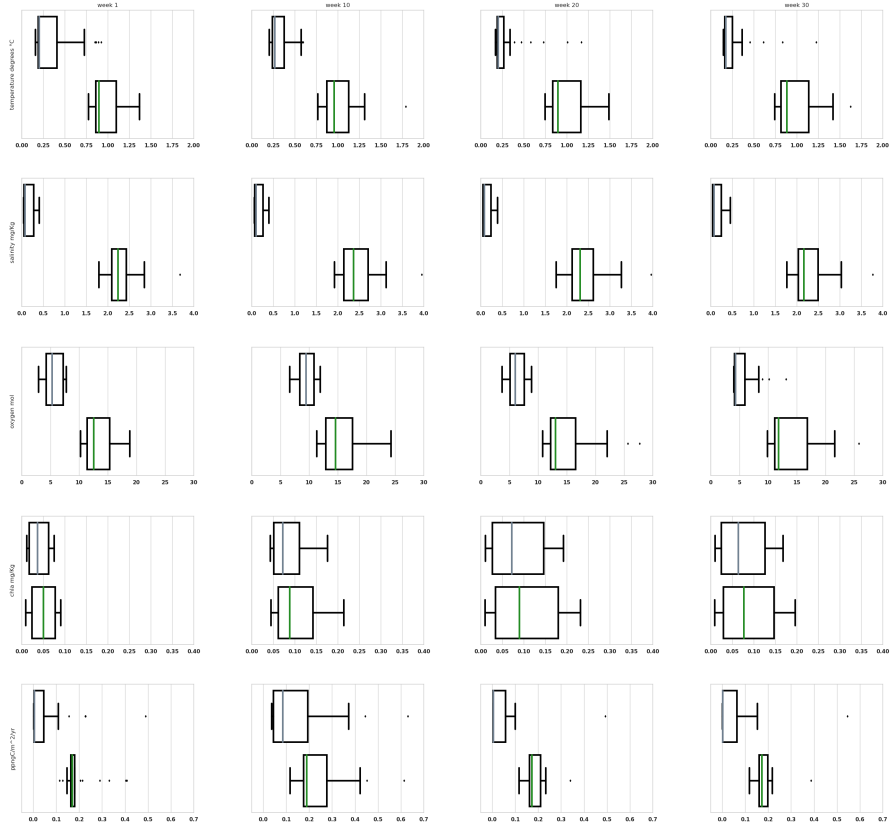 week 1 week 10 week 20 week 30
temperature degrees °C
0.00 0.25 0.50 0.75 1.00 1.25 1.50 1.75 2.00 0.00 0.25 0.50 0.75 1.00 1.25 1.50 1.75 2.00 0.00 0.25 0.50 0.75 1.00 1.25 1.50 1.75 2.00 0.00 0.25 0.50 0.75 1.00 1.25 1.50 1.75 2.00
salinity mg/Kg
0.0 0.5 1.0 1.5 2.0 2.5 3.0 3.5 4.0 0.0 0.5 1.0 1.5 2.0 2.5 3.0 3.5 4.0 0.0 0.5 1.0 1.5 2.0 2.5 3.0 3.5 4.0 0.0 0.5 1.0 1.5 2.0 2.5 3.0 3.5 4.0
oxygan mol
0 5 10 15 20 25 30 0 5 10 15 20 25 30 0 5 10 15 20 25 30 0 5 10 15 20 25 30
chla mg/Kg
0.00 0.05 0.10 0.15 0.20 0.25 0.30 0.35 0.40 0.00 0.05 0.10 0.15 0.20 0.25 0.30 0.35 0.40 0.00 0.05 0.10 0.15 0.20 0.25 0.30 0.35 0.40 0.00 0.05 0.10 0.15 0.20 0.25 0.30 0.35 0.40
ppmgC/m^2/yr
0.0 0.1 0.2 0.3 0.4 0.5 0.6 0.7 0.0 0.1 0.2 0.3 0.4 0.5 0.6 0.7 0.0 0.1 0.2 0.3 0.4 0.5 0.6 0.7 0.0 0.1 0.2 0.3 0.4 0.5 0.6 0.7